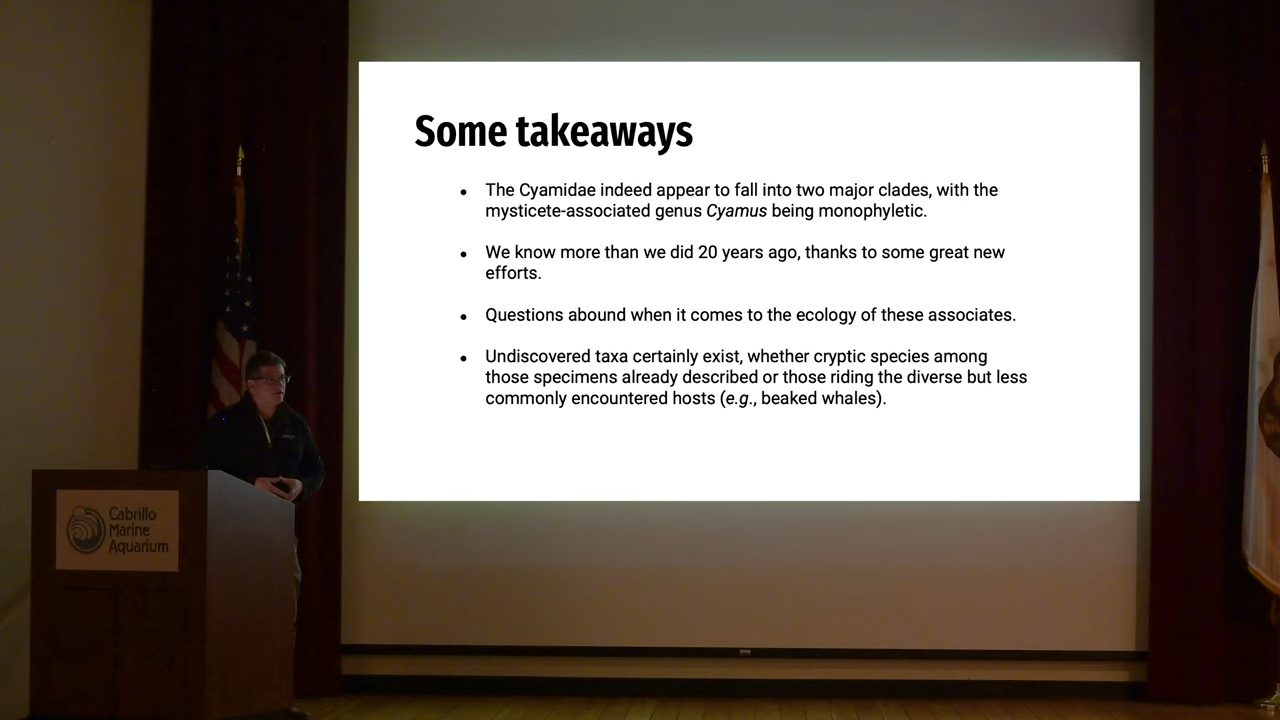 Some takeaways
• The Cyamidae indeed appear to fall into two major clades, with the
mysticete-associated genus Cyamus being monophyletic.
• We know more than we did 20 years ago, thanks to some great new
efforts.
• Questions abound when it comes to the ecology of these associates.
• Undiscovered taxa certainly exist, whether cryptic species among
those specimens already described or those riding the diverse but less
commonly encountered hosts (e.g., beaked whales).
Cabrillo
Marine
Aquarium